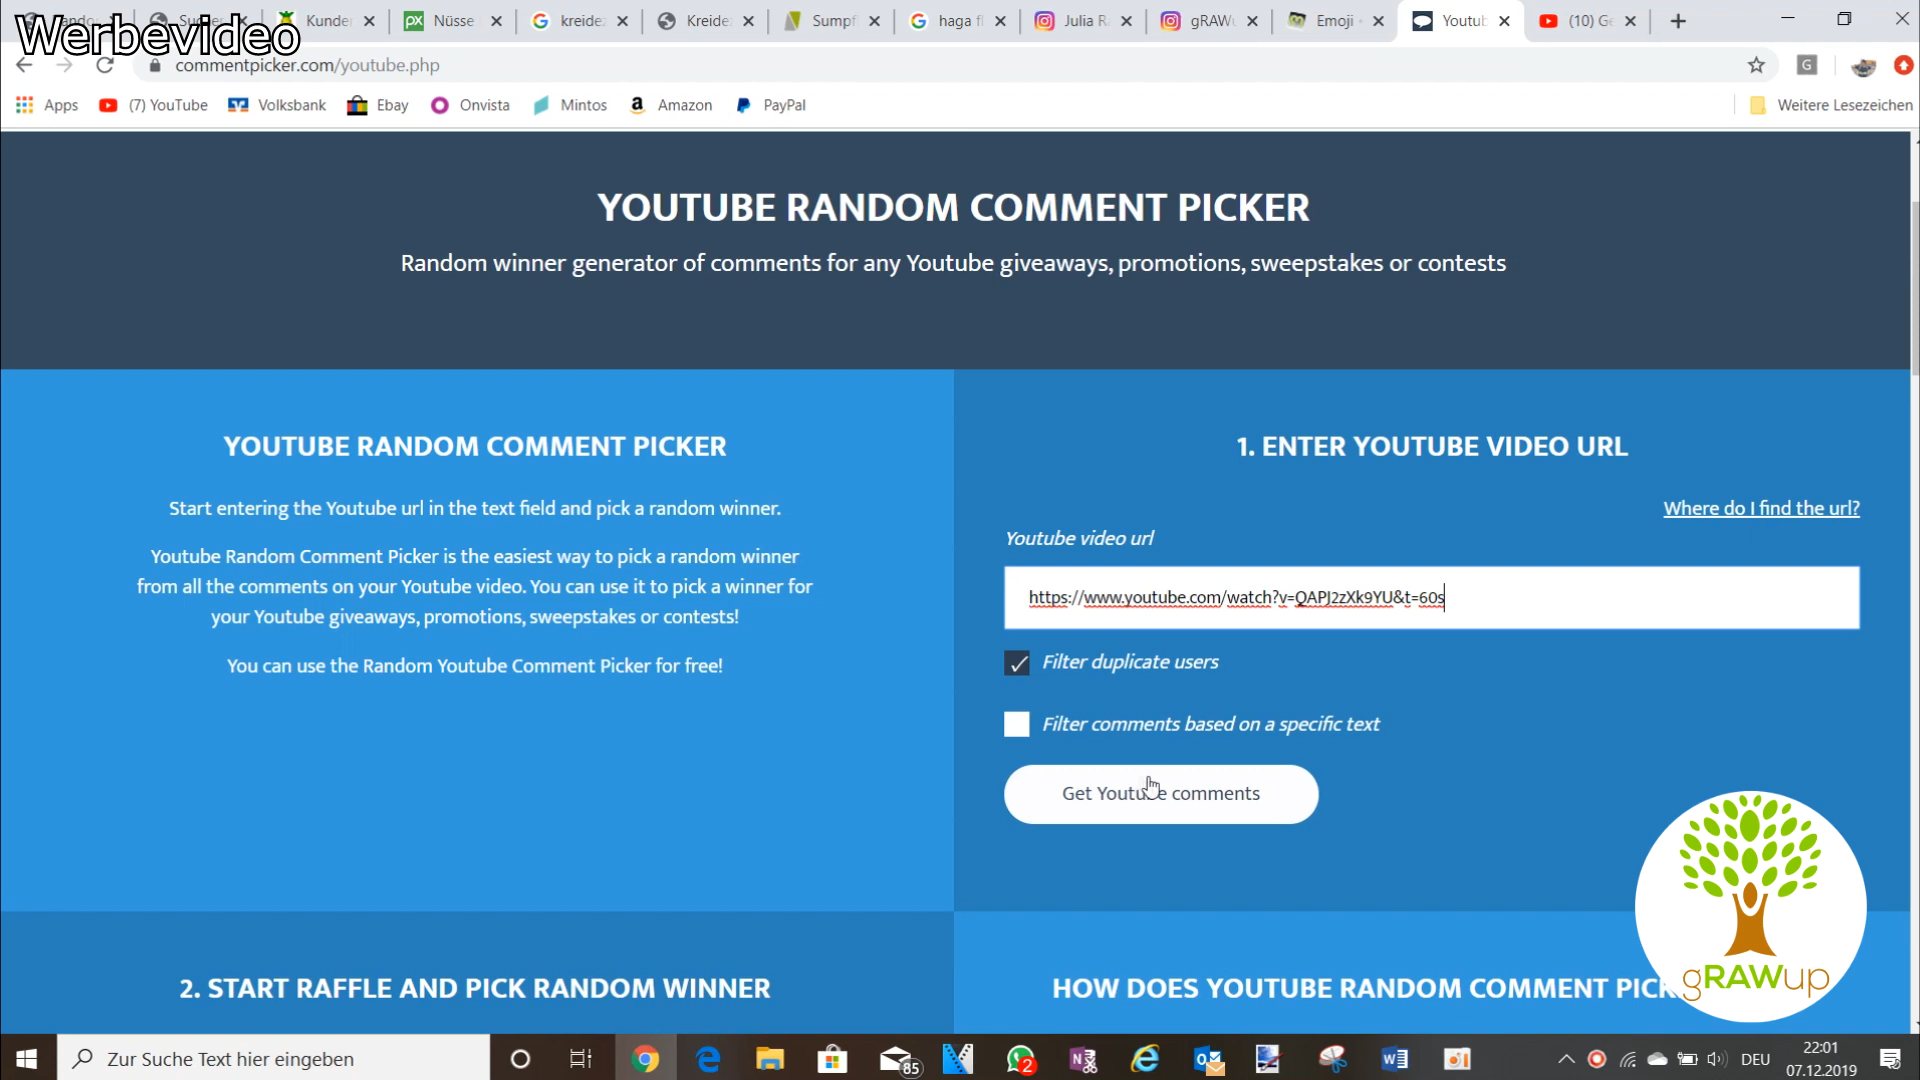 Werbevideo
Kunde
Nüsse
kreide
Kreide
Sumpf
haga fl
Julia R
gRAWu
Emoji
Youtub
(10) Ge
commentpicker.com/youtube.php
G
Apps
(7) YouTube
Volksbank
Ebay
Onvista
Mintos
Amazon
PayPal
Weitere Lesezeichen
YOUTUBE RANDOM COMMENT PICKER
Random winner generator of comments for any Youtube giveaways, promotions, sweepstakes or contests
YOUTUBE RANDOM COMMENT PICKER
Start entering the Youtube url in the text field and pick a random winner.
Youtube Random Comment Picker is the easiest way to pick a random winner
from all the comments on your Youtube video. You can use it to pick a winner for
your Youtube giveaways, promotions, sweepstakes or contests!
You can use the Random Youtube Comment Picker for free!
1. ENTER YOUTUBE VIDEO URL
Where do I find the url?
Youtube video url
https://www.youtube.com/watch?v=QAPJ2zXk9YU&t=60s
Filter duplicate users
Filter comments based on a specific text
Get Youtube comments
2. START RAFFLE AND PICK RANDOM WINNER
HOW DOES YOUTUBE RANDOM COMMENT PICK
gRAWup
Zur Suche Text hier eingeben
85
2
DEU
22:01
07.12.2019